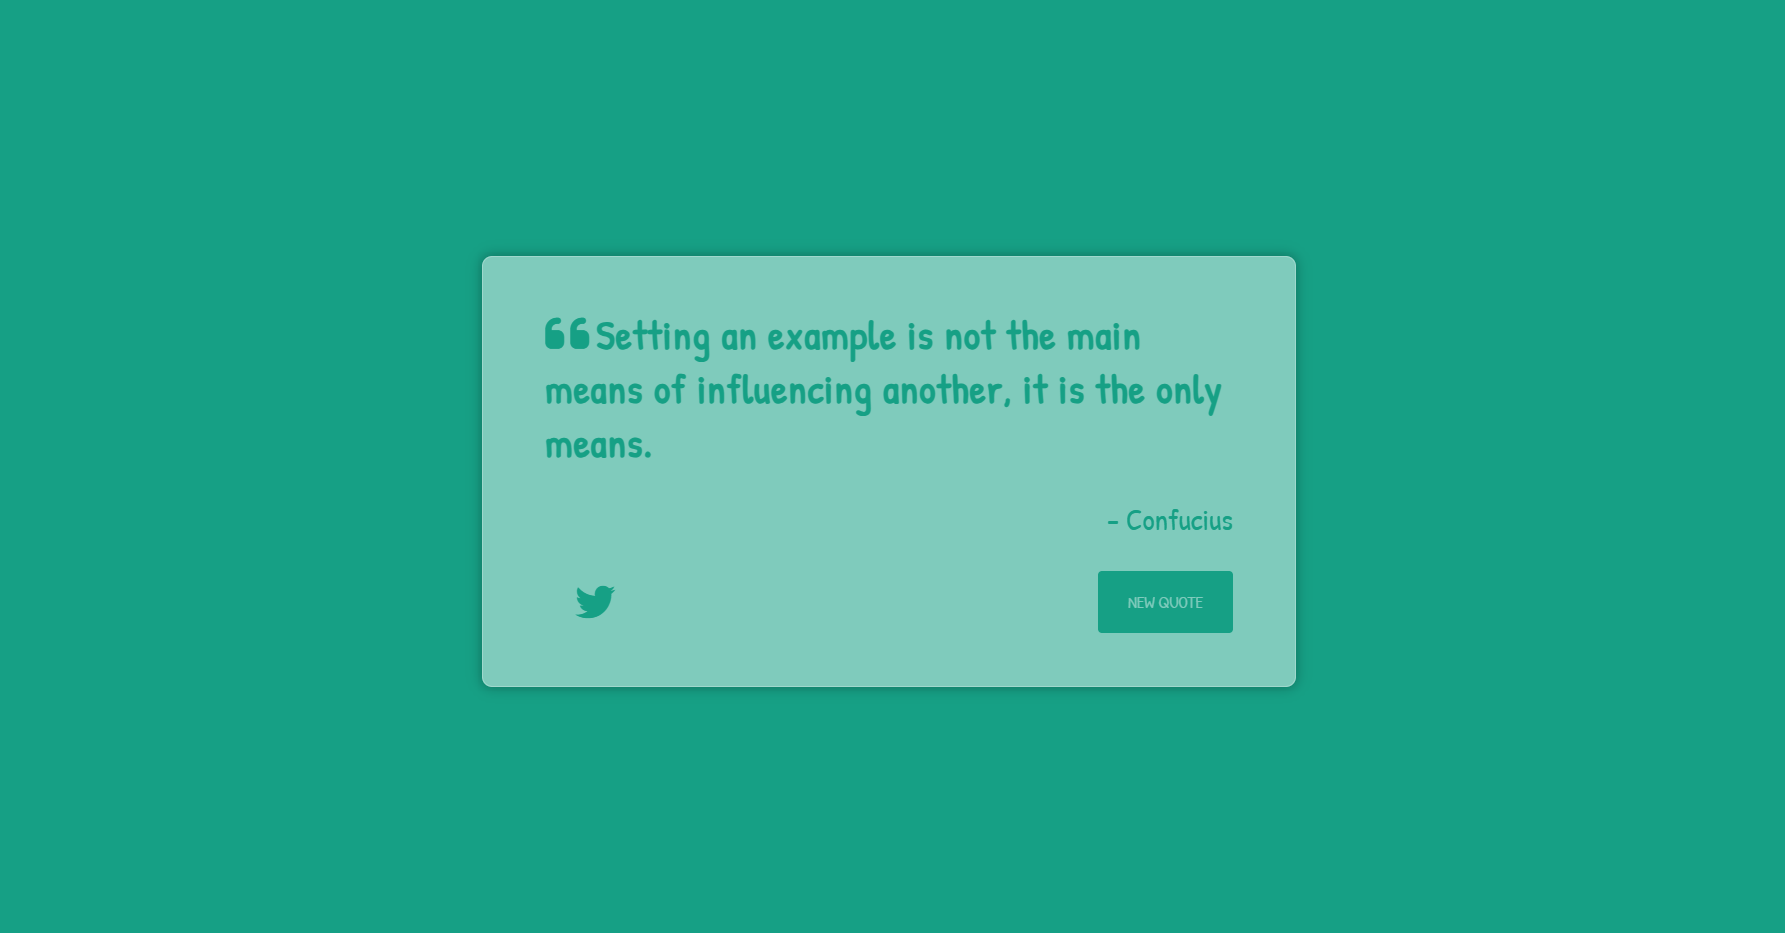 ❝Setting an example is not the main
means of influencing another, it is the only
means.
- Confucius
NEW QUOTE